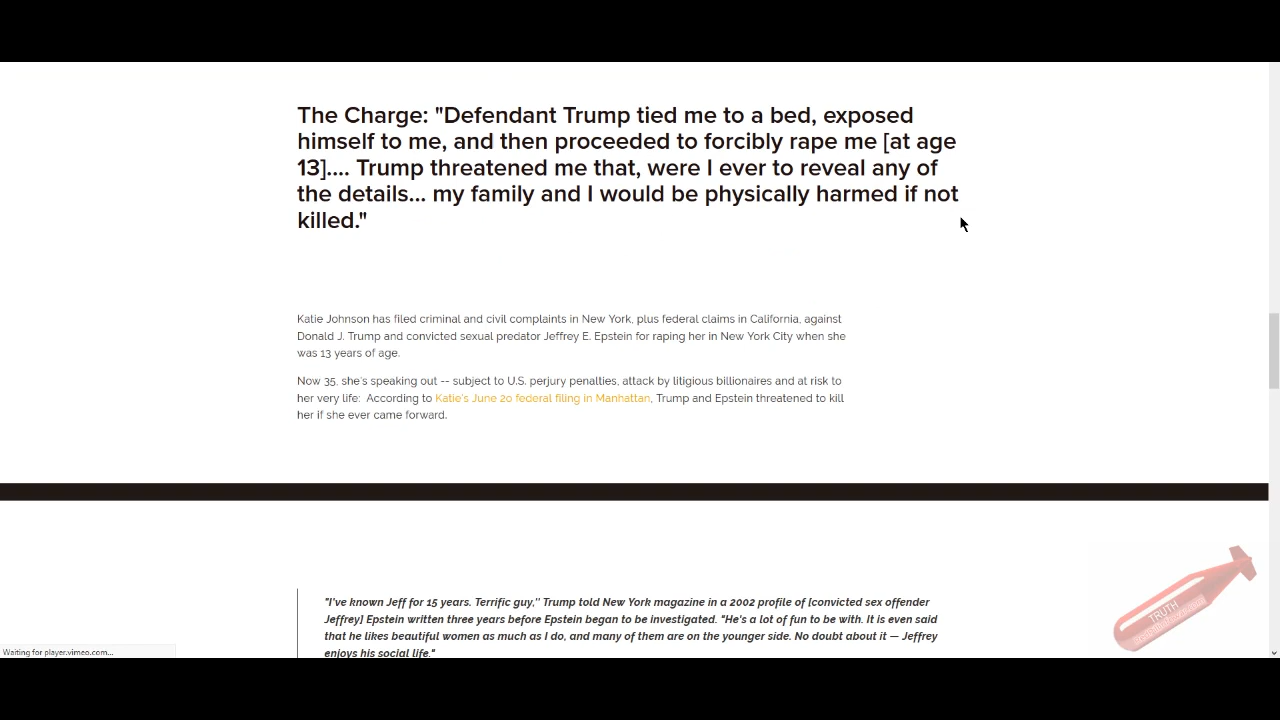 The Charge: "Defendant Trump tied me to a bed, exposed
himself to me, and then proceeded to forcibly rape me [at age
13].... Trump threatened me that, were I ever to reveal any of
the details... my family and I would be physically harmed if not
killed."
Katie Johnson has filed criminal and civil complaints in New York, plus federal claims in California, against
Donald J. Trump and convicted sexual predator Jeffrey E. Epstein for raping her in New York City when she
was 13 years of age.
Now 35, she's speaking out -- subject to U.S. perjury penalties, attack by litigious billionaires and at risk to
her very life:  According to Katie's June 20 federal filing in Manhattan, Trump and Epstein threatened to kill
her if she ever came forward.
"I've known Jeff for 15 years. Terrific guy,'' Trump told New York magazine in a 2002 profile of [convicted sex offender
Jeffrey] Epstein written three years before Epstein began to be investigated. "He's a lot of fun to be with. It is even said
that he likes beautiful women as much as I do, and many of them are on the younger side. No doubt about it — Jeffrey
enjoys his social life."
TRUTH
Waiting for player.vimeo.com...